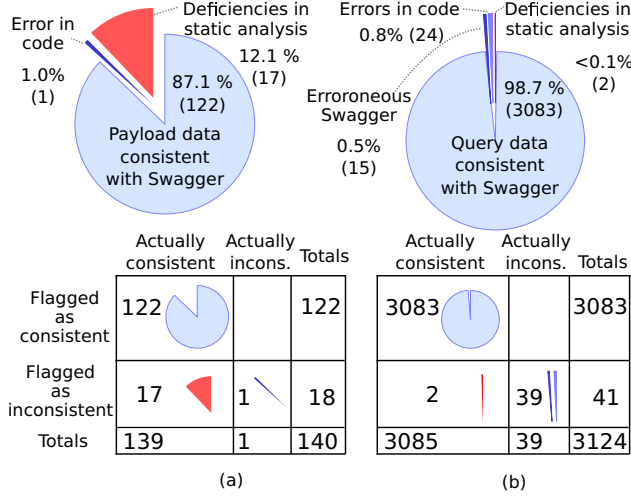 Error in
code
1.0%
(1)
Deficiencies in
static analysis
12.1 %
(17)
87.1 %
(122)
Payload data
consistent
with Swagger
Errors in code
0.8% (24)
Deficiencies in
static analysis
<0.1%
(2)
98.7 %
(3083)
Erroroneous
Swagger
0.5%
(15)
Query data
consistent
with Swagger
Actually
consistent
Actually
incons.
Totals
Flagged
as
consistent
122
122
Flagged
as
inconsistent
17
1
18
Totals
139
1
140
(a)
Actually
consistent
Actually
incons.
Totals
3083
3083
2
39
41
3085
39
3124
(b)